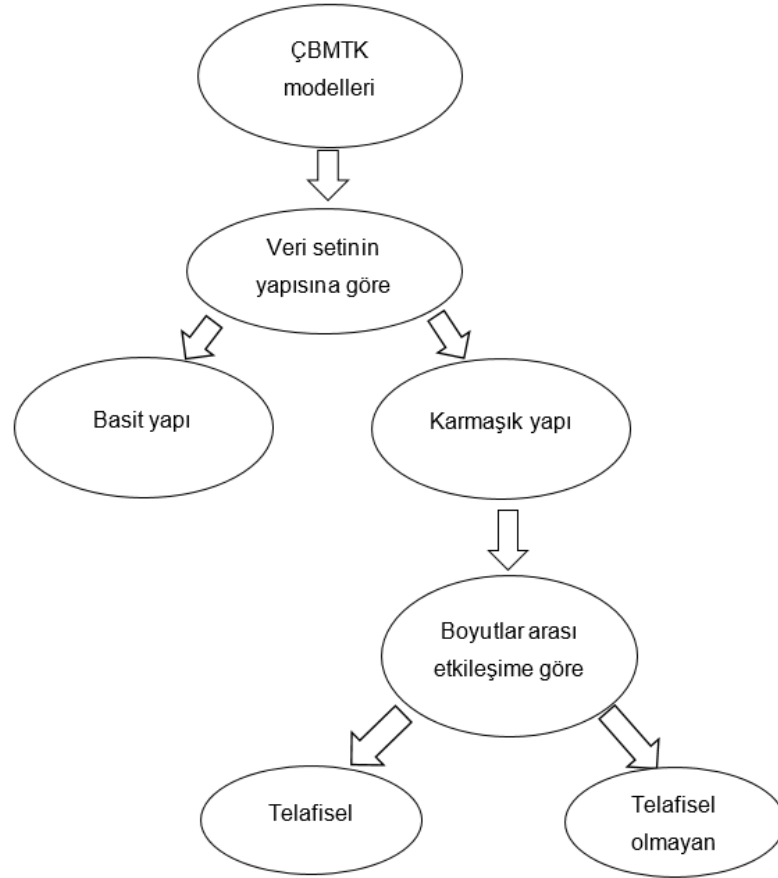 ÇBMTK
modelleri
Veri setinin
yapısına göre
Basit yapı
Karmaşık yapı
Boyutlar arası
etkileşime göre
Telafisel
Telafisel
olmayan